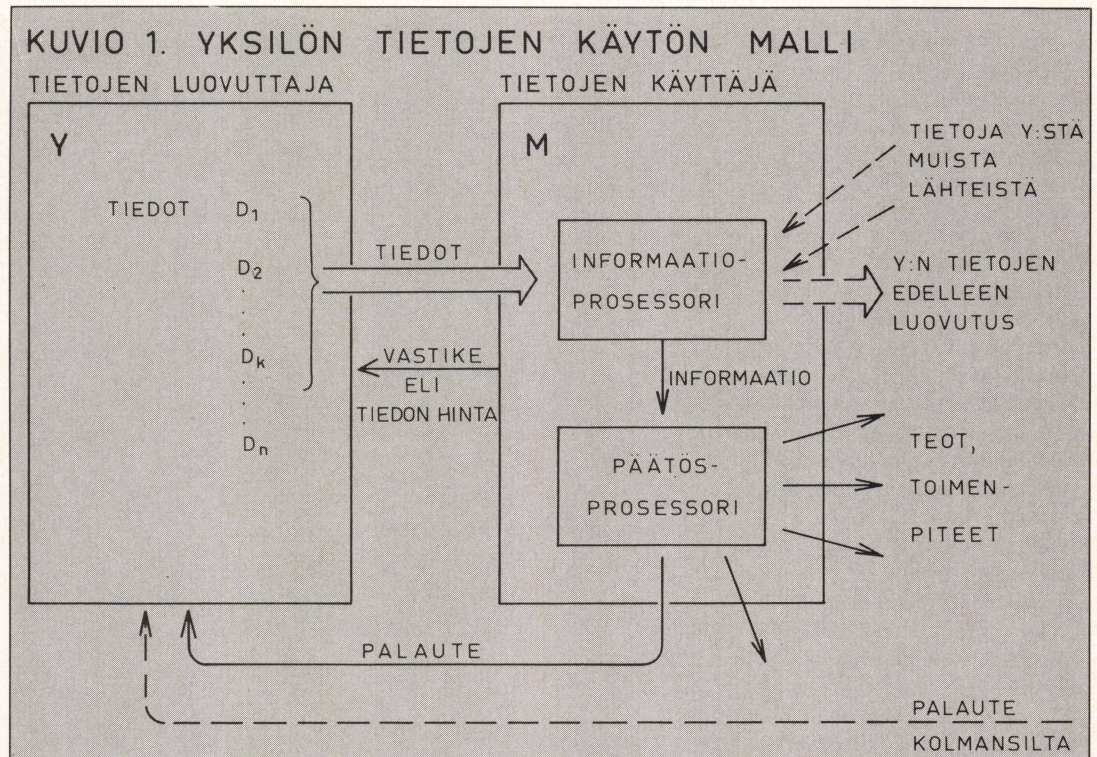 KUVIO 1. YKSILÖN TIETOJEN KÄYTÖN MALLI
TIETOJEN LUOVUTTAJA
Y
TIEDOT D1
D2
.
.
Dk
.
.
Dn
TIEDOT
VASTIKE
ELI
TIEDON HINTA
TIETOJEN KÄYTTÄJÄ
M
INFORMAATIO-
PROSESSORI
INFORMAATIO
PÄÄTÖS-
PROSESSORI
TIETOJA Y:STÄ
MUISTA
LÄHTEISTÄ
Y:N TIETOJEN
EDELLEEN
LUOVUTUS
TEOT,
TOIMEN-
PITEET
PALAUTE
PALAUTE
KOLMANSILTA